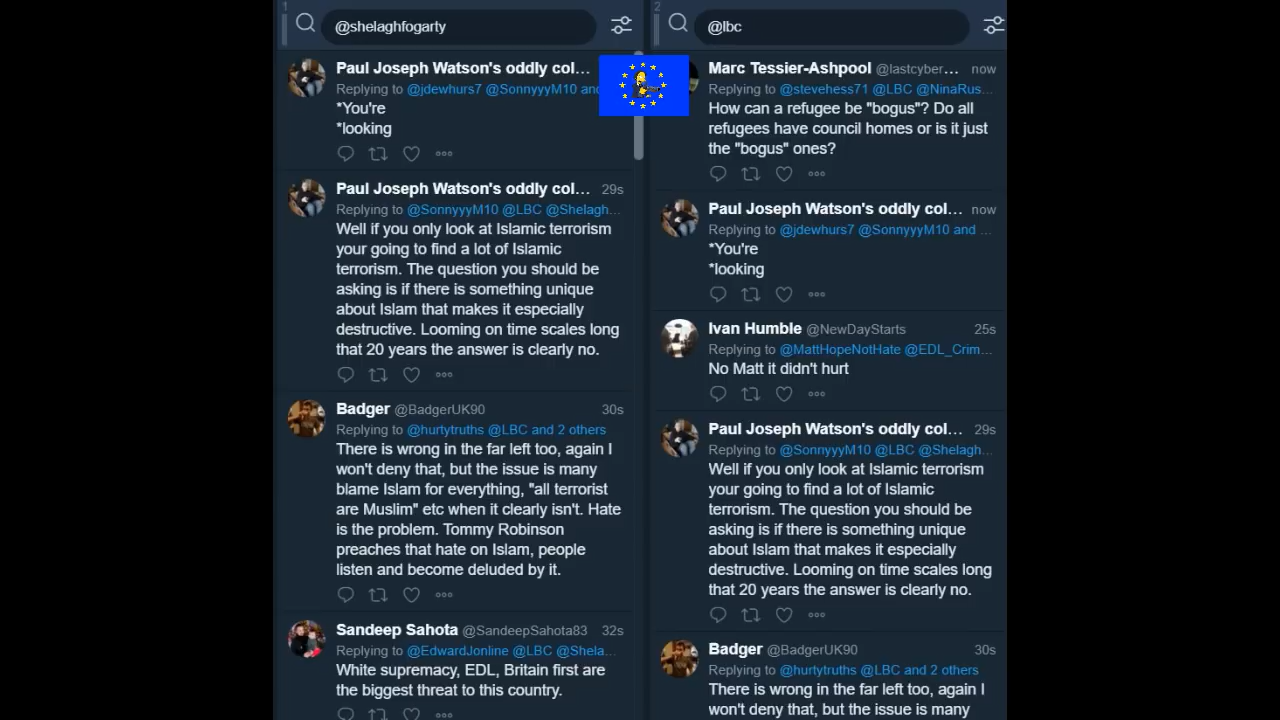 1
@shelaghfogarty
Paul Joseph Watson's oddly col...
Replying to @jdewhurs7 @SonnyyyM10 and
*You're
*looking
Paul Joseph Watson's oddly col... 29s
Replying to @SonnyyyM10 @LBC @Shelagh...
Well if you only look at Islamic terrorism
your going to find a lot of Islamic
terrorism. The question you should be
asking is if there is something unique
about Islam that makes it especially
destructive. Looming on time scales long
that 20 years the answer is clearly no.
Badger @BadgerUK90 30s
Replying to @hurtytruths @LBC and 2 others
There is wrong in the far left too, again I
won't deny that, but the issue is many
blame Islam for everything, "all terrorist
are Muslim" etc when it clearly isn't. Hate
is the problem. Tommy Robinson
preaches that hate on Islam, people
listen and become deluded by it.
Sandeep Sahota @SandeepSahota83 32s
Replying to @EdwardJonline @LBC @Shela...
White supremacy, EDL, Britain first are
the biggest threat to this country.
2
@lbc
Marc Tessier-Ashpool @lastcyber... now
Replying to @stevehess71 @LBC @NinaRus...
How can a refugee be "bogus"? Do all
refugees have council homes or is it just
the "bogus" ones?
Paul Joseph Watson's oddly col... now
Replying to @jdewhurs7 @SonnyyyM10 and ...
*You're
*looking
Ivan Humble @NewDayStarts 25s
Replying to @MattHopeNotHate @EDL_Crim...
No Matt it didn't hurt
Paul Joseph Watson's oddly col... 29s
Replying to @SonnyyyM10 @LBC @Shelagh...
Well if you only look at Islamic terrorism
your going to find a lot of Islamic
terrorism. The question you should be
asking is if there is something unique
about Islam that makes it especially
destructive. Looming on time scales long
that 20 years the answer is clearly no.
Badger @BadgerUK90 30s
Replying to @hurtytruths @LBC and 2 others
There is wrong in the far left too, again I
won't deny that, but the issue is many